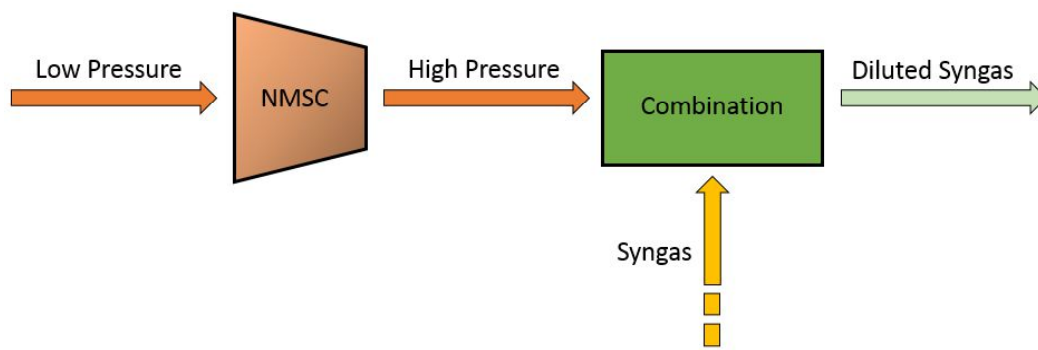 Low Pressure
NMSC
High Pressure
Combination
Diluted Syngas
Syngas